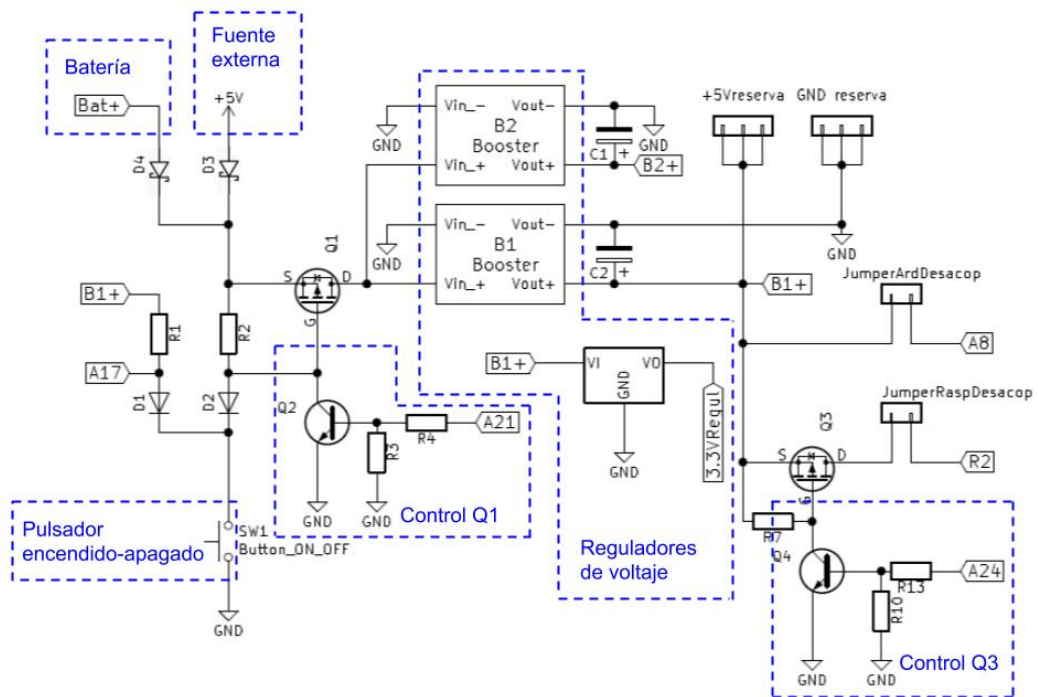 Batería
Bat+
Fuente
externa
+5V
D4
D3
Vin_-
Vout-
B2
Booster
Vin_+
Vout+
GND
GND
C1
+
B2+
+5Vreserva
GND reserva
Vin_-
Vout-
B1
Booster
Vin_+
Vout+
GND
C2
+
GND
B1+
Q1
S
D
G
B1+
R1
R2
A17
D1
D2
JumperArdDesacop
A8
B1+
VI
VO
GND
GND
3.3VRegul
JumperRaspDesacop
R2
Q3
S
D
G
Q2
R3
R4
A21
GND
GND
Control Q1
Pulsador
encendido-apagado
SW1
Button_ON_OFF
GND
Reguladores
de voltaje
R7
Q4
R13
A24
R10
GND
GND
Control Q3